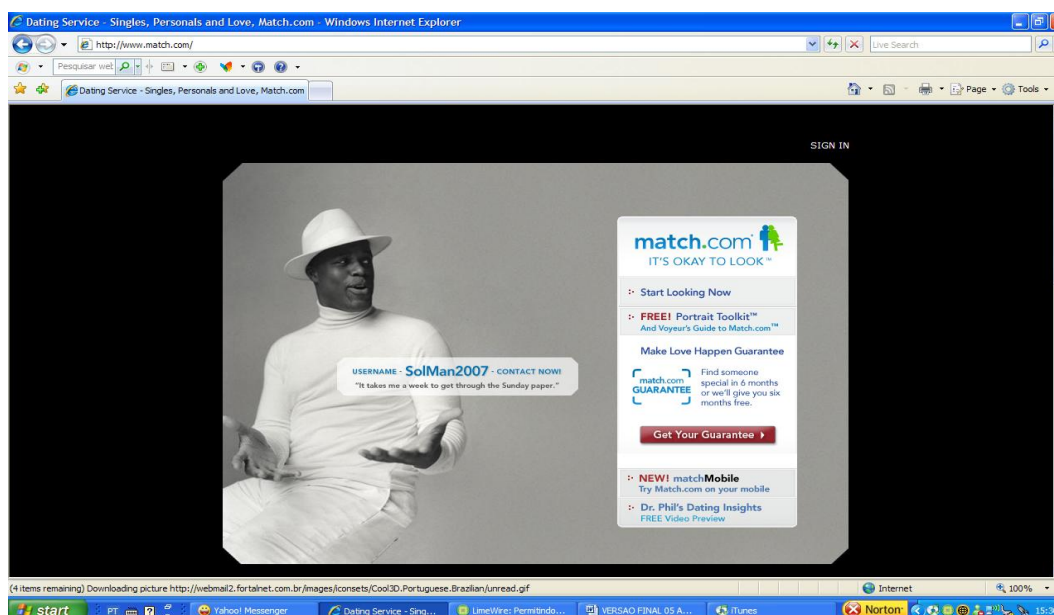 Dating Service - Singles, Personals and Love, Match.com - Windows Internet Explorer
http://www.match.com/
Live Search
Pesquisar web
Dating Service - Singles, Personals and Love, Match.com
Page
Tools
SIGN IN
match.com
IT'S OKAY TO LOOK™
Start Looking Now
FREE! Portrait Toolkit™
And Voyeur's Guide to Match.com™
Make Love Happen Guarantee
match.com
GUARANTEE
Find someone
special in 6 months
or we'll give you six
months free.
Get Your Guarantee
USERNAME - SolMan2007 - CONTACT NOW!
"It takes me a week to get through the Sunday paper."
NEW! matchMobile
Try Match.com on your mobile
Dr. Phil's Dating Insights
FREE Video Preview
(4 items remaining) Downloading picture http://webmail2.fortalnet.com.br/images/iconsets/Cool3D.Portuguese.Brazilian/unread.gif
Internet
100%
start
PT
Yahoo! Messenger
Dating Service - Sing...
LimeWire: Permitindo...
VERSAO FINAL 05 A...
iTunes
Norton